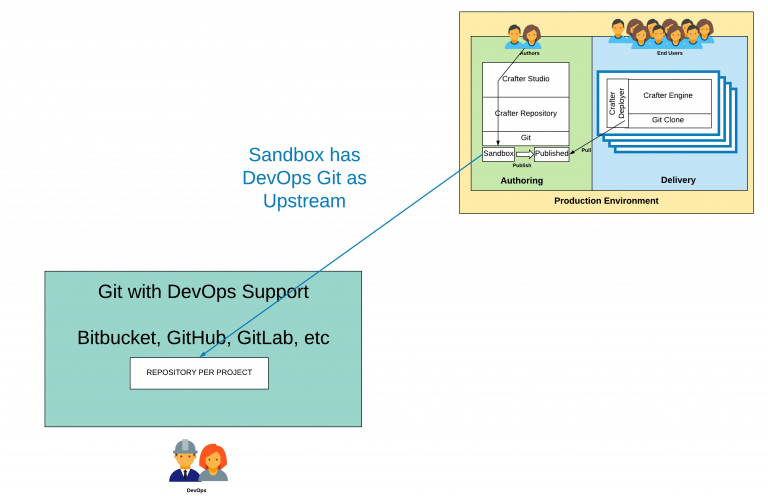 Authors
End Users
Crafter Studio
Crafter Repository
Git
Sandbox
Published
Publish
Pull
Authoring
Crafter
Deployer
Crafter Engine
Git Clone
Delivery
Production Environment
Sandbox has
DevOps Git as
Upstream
Git with DevOps Support
Bitbucket, GitHub, GitLab, etc
REPOSITORY PER PROJECT
DevOps